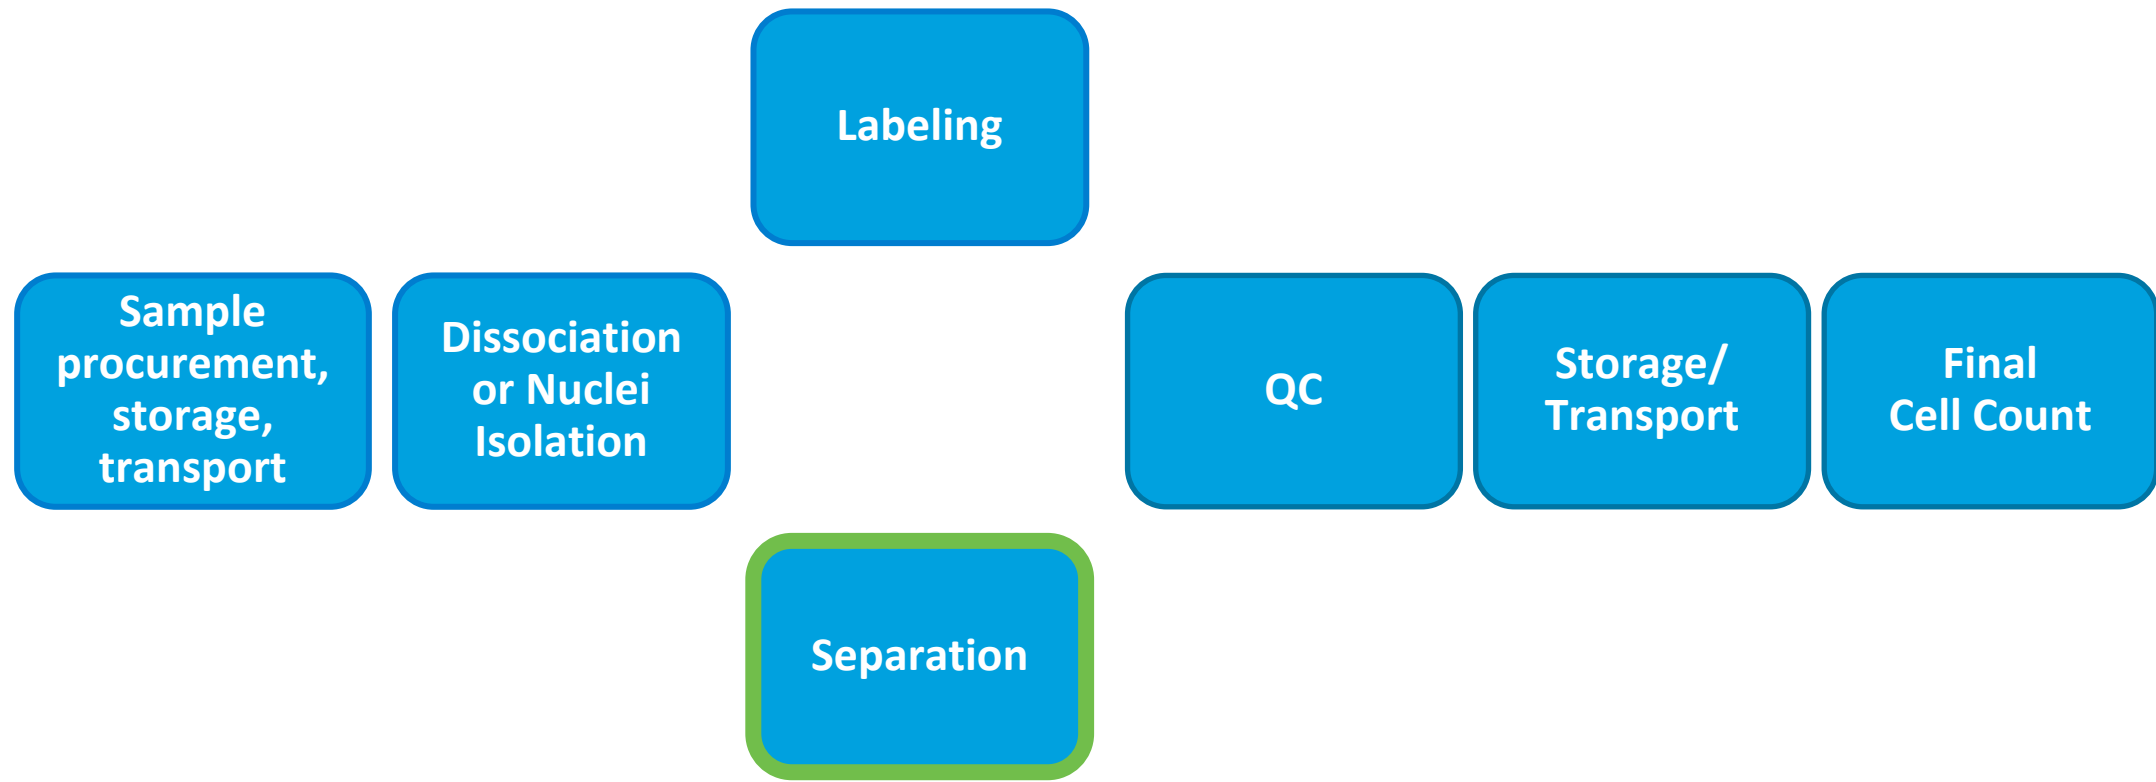 Labeling
Sample
procurement,
storage,
transport
Dissociation
or Nuclei
Isolation
QC
Storage/
Transport
Final
Cell Count
Separation